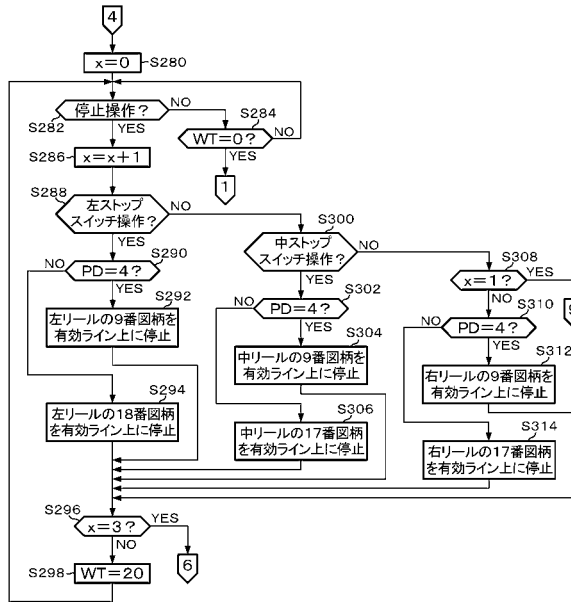 4
x=0
S280
停止操作?
NO
S282
YES
S284
WT=0?
NO
YES
1
S286
x=x+1
S288
左ストップ
スイッチ操作?
NO
YES
S290
NO
PD=4?
YES
S292
左リールの9番図柄を
有効ライン上に停止
S294
左リールの18番図柄
を有効ライン上に停止
S300
中ストップ
スイッチ操作?
NO
YES
S302
NO
PD=4?
YES
S304
中リールの9番図柄を
有効ライン上に停止
S306
中リールの17番図柄
を有効ライン上に停止
S308
x=1?
YES
NO
S310
NO
PD=4?
YES
S312
右リールの9番図柄を
有効ライン上に停止
S314
右リールの17番図柄
を有効ライン上に停止
S296
x=3?
YES
NO
6
S298
WT=20